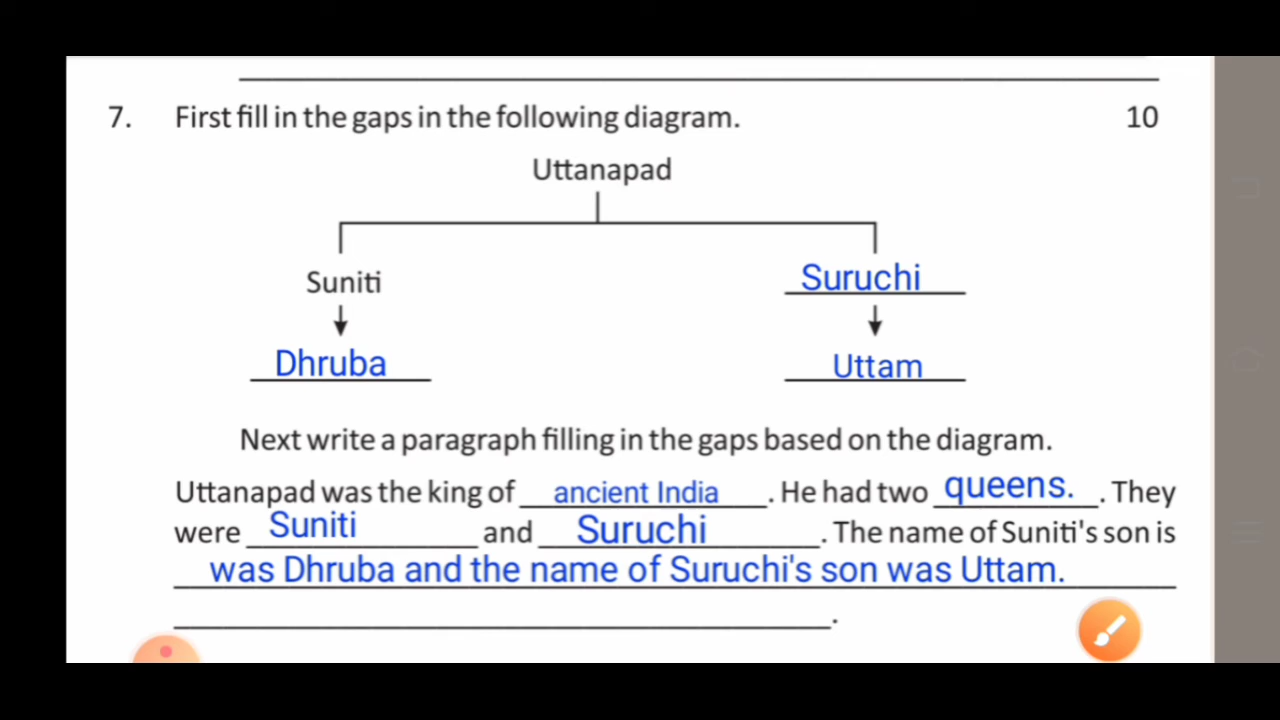 7. First fill in the gaps in the following diagram. 10
Uttanapad
Suniti Suruchi
Dhruba Uttam
Next write a paragraph filling in the gaps based on the diagram.
Uttanapad was the king of ancient India . He had two queens. . They
were Suniti and Suruchi . The name of Suniti's son is
was Dhruba and the name of Suruchi's son was Uttam.
.